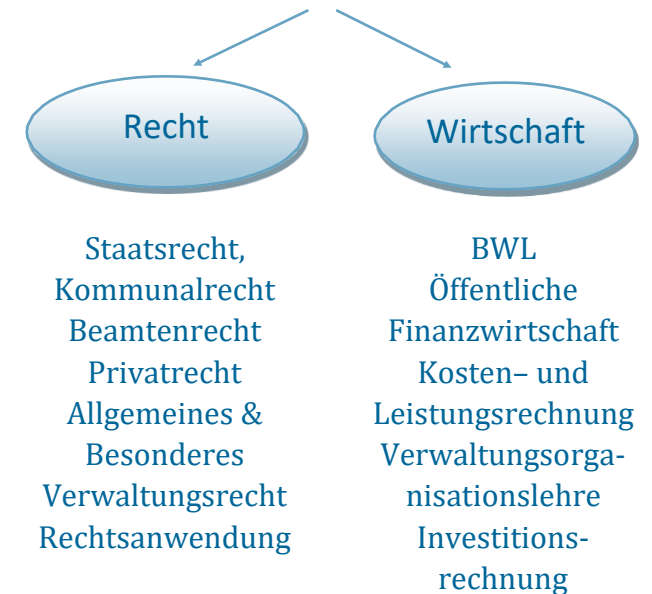 Recht
Staatsrecht,
Kommunalrecht
Beamtenrecht
Privatrecht
Allgemeines &
Besonderes
Verwaltungsrecht
Rechtsanwendung
Wirtschaft
BWL
Öffentliche
Finanzwirtschaft
Kosten– und
Leistungsrechnung
Verwaltungsorga-
nisationslehre
Investitions-
rechnung